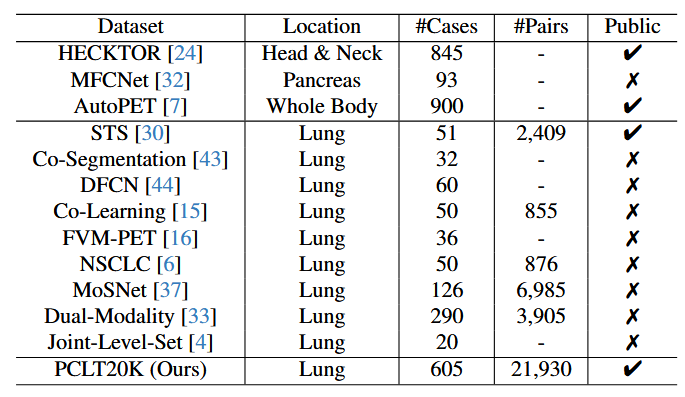 Dataset Location #Cases #Pairs Public
HECKTOR [24] Head & Neck 845 - ✔
MFCNet [32] Pancreas 93 - ✗
AutoPET [7] Whole Body 900 - ✔
STS [30] Lung 51 2,409 ✔
Co-Segmentation [43] Lung 32 - ✗
DFCN [44] Lung 60 - ✗
Co-Learning [15] Lung 50 855 ✗
FVM-PET [16] Lung 36 - ✗
NSCLC [6] Lung 50 876 ✗
MoSNet [37] Lung 126 6,985 ✗
Dual-Modality [33] Lung 290 3,905 ✗
Joint-Level-Set [4] Lung 20 - ✗
PCLT20K (Ours) Lung 605 21,930 ✔